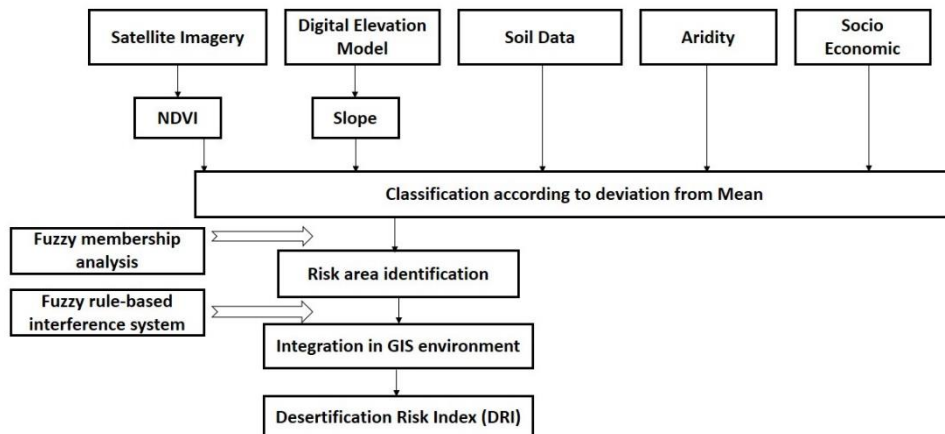 Satellite Imagery
Digital Elevation
Model
Soil Data
Aridity
Socio
Economic
NDVI
Slope
Classification according to deviation from Mean
Fuzzy membership
analysis
Risk area identification
Fuzzy rule-based
interference system
Integration in GIS environment
Desertification Risk Index (DRI)